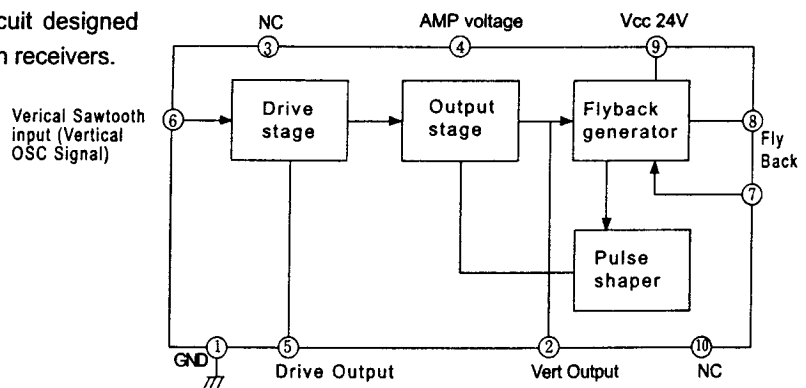 cuit designed
n receivers.
NC
AMP voltage
Vcc 24V
3
4
9
Verical Sawtooth
input (Vertical
OSC Signal)
6
Drive
stage
Output
stage
Flyback
generator
8
Fly
Back
7
Pulse
shaper
GND
1
5
2
10
Drive Output
Vert Output
NC